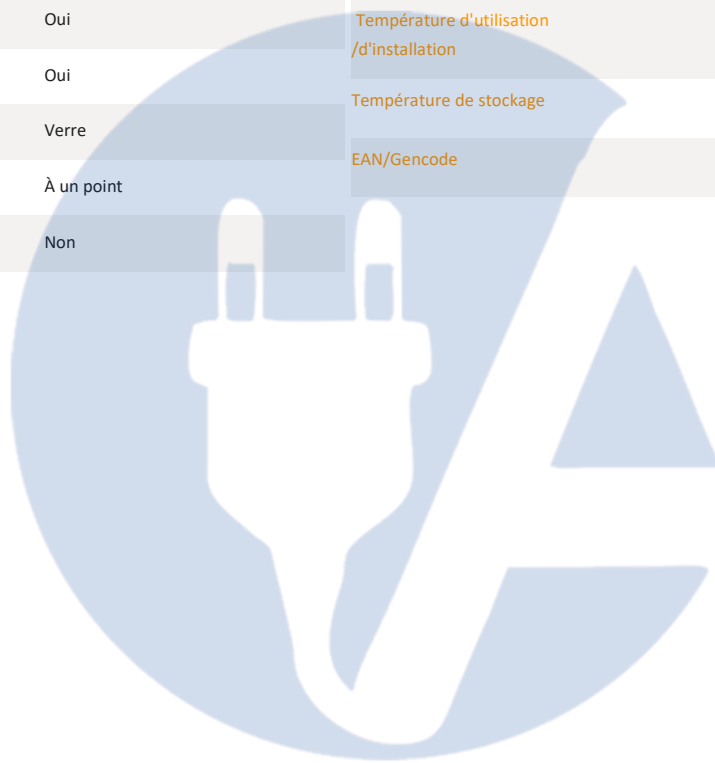 Oui
Oui
Verre
À un point
Non
Température d'utilisation
/d'installation
Température de stockage
EAN/Gencode